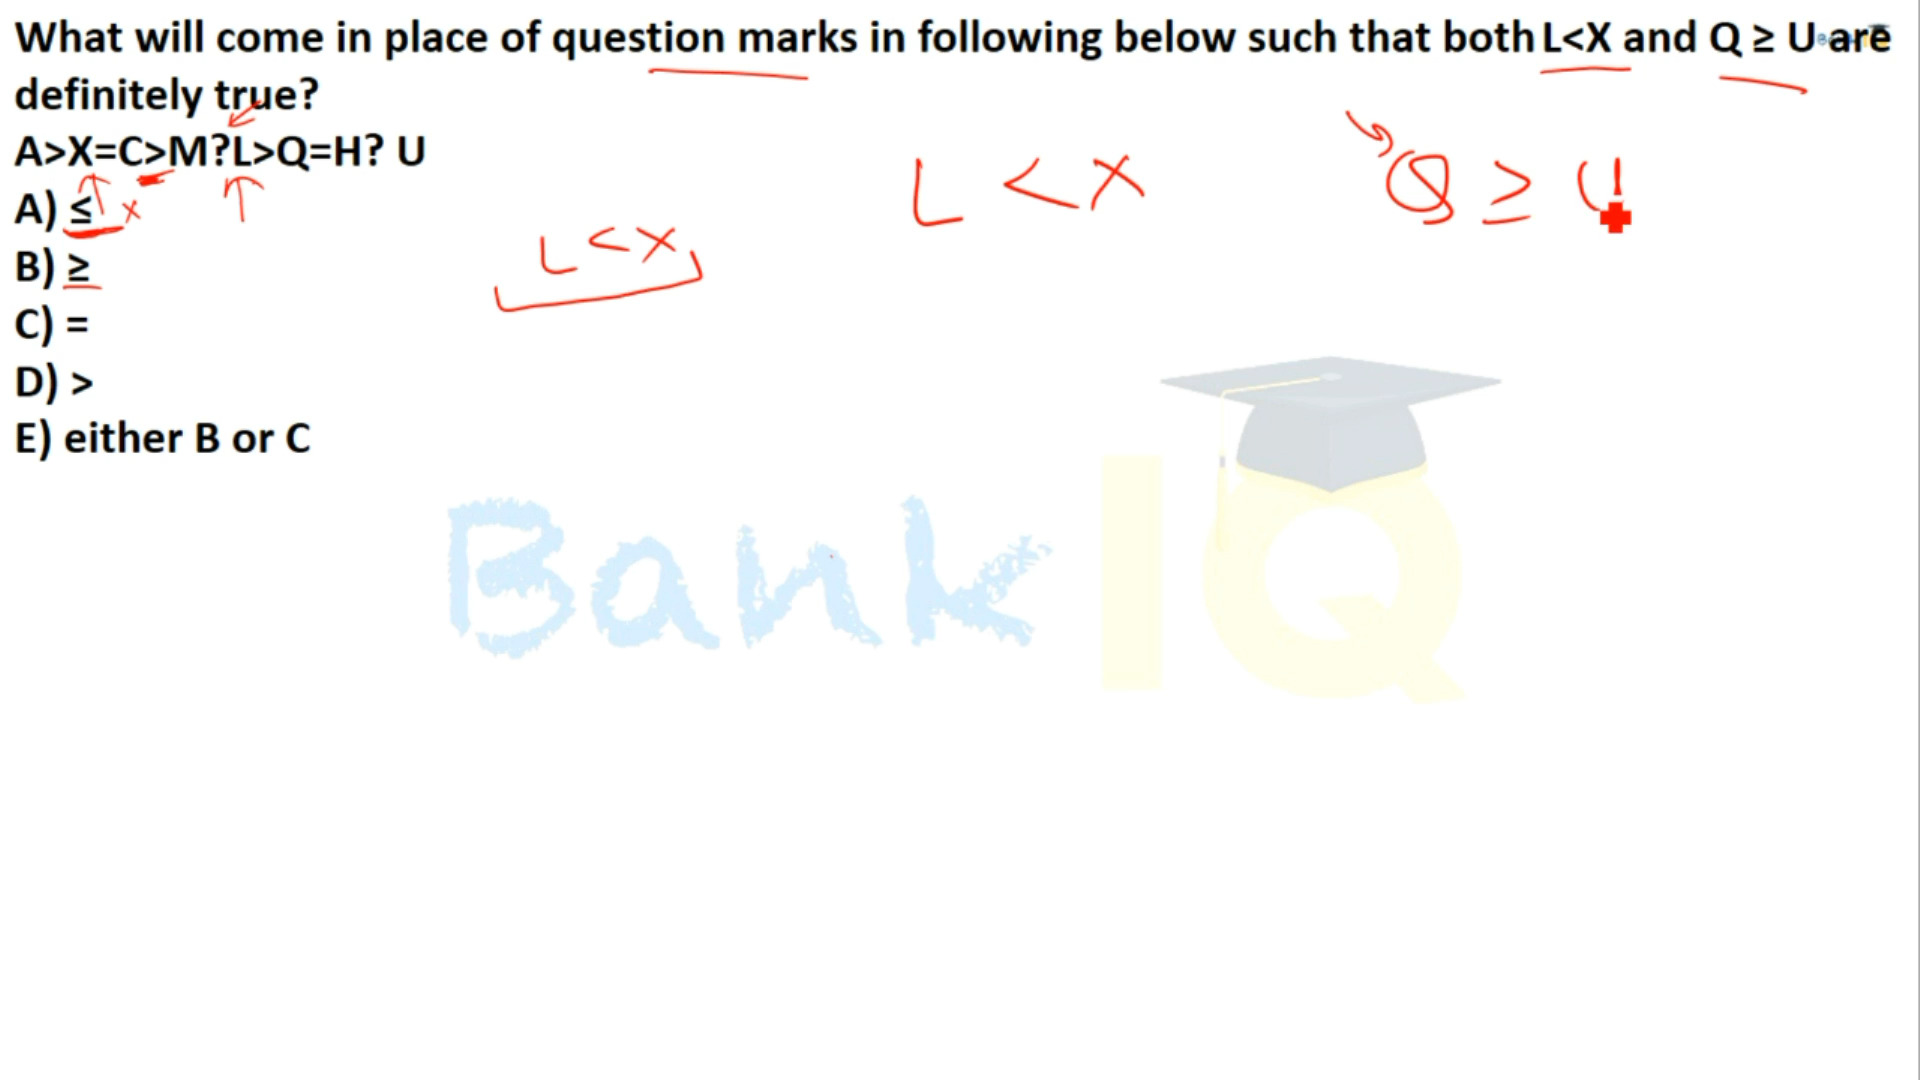 What will come in place of question marks in following below such that both L<X and Q ≥ U are
definitely true?
A>X=C>M?L>Q=H? U
A) ≤ x
B) ≥
C) =
D) >
E) either B or C
L < X
L < X
Q ≥ U
Bank IQ